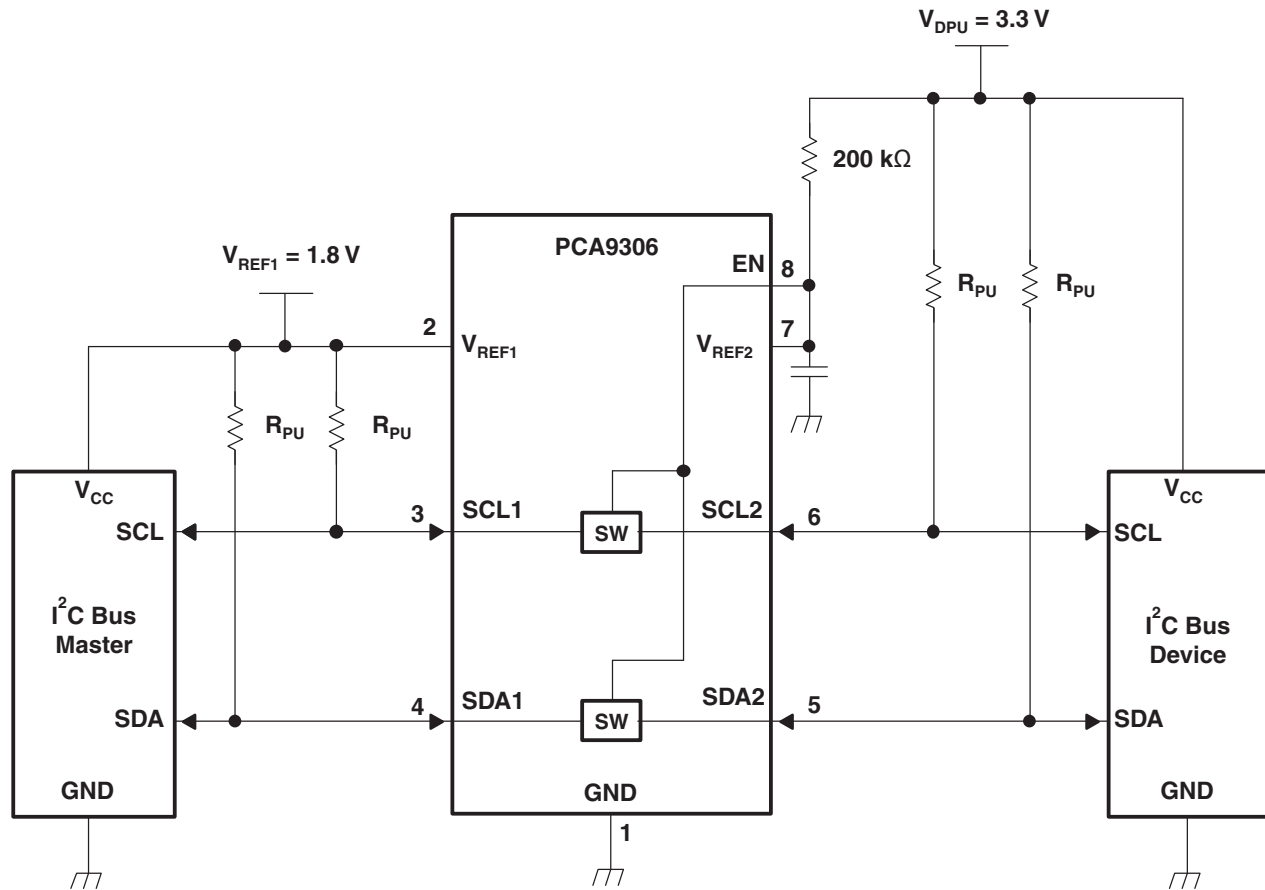 V_DPU = 3.3 V
200 kΩ
PCA9306
V_REF1 = 1.8 V
EN
8
R_PU
R_PU
2
7
V_REF1
V_REF2
R_PU
R_PU
V_CC
V_CC
SCL
3
SCL1
SW
SCL2
6
SCL
I²C Bus
Master
I²C Bus
Device
SDA
4
SDA1
SW
SDA2
5
SDA
GND
GND
GND
1